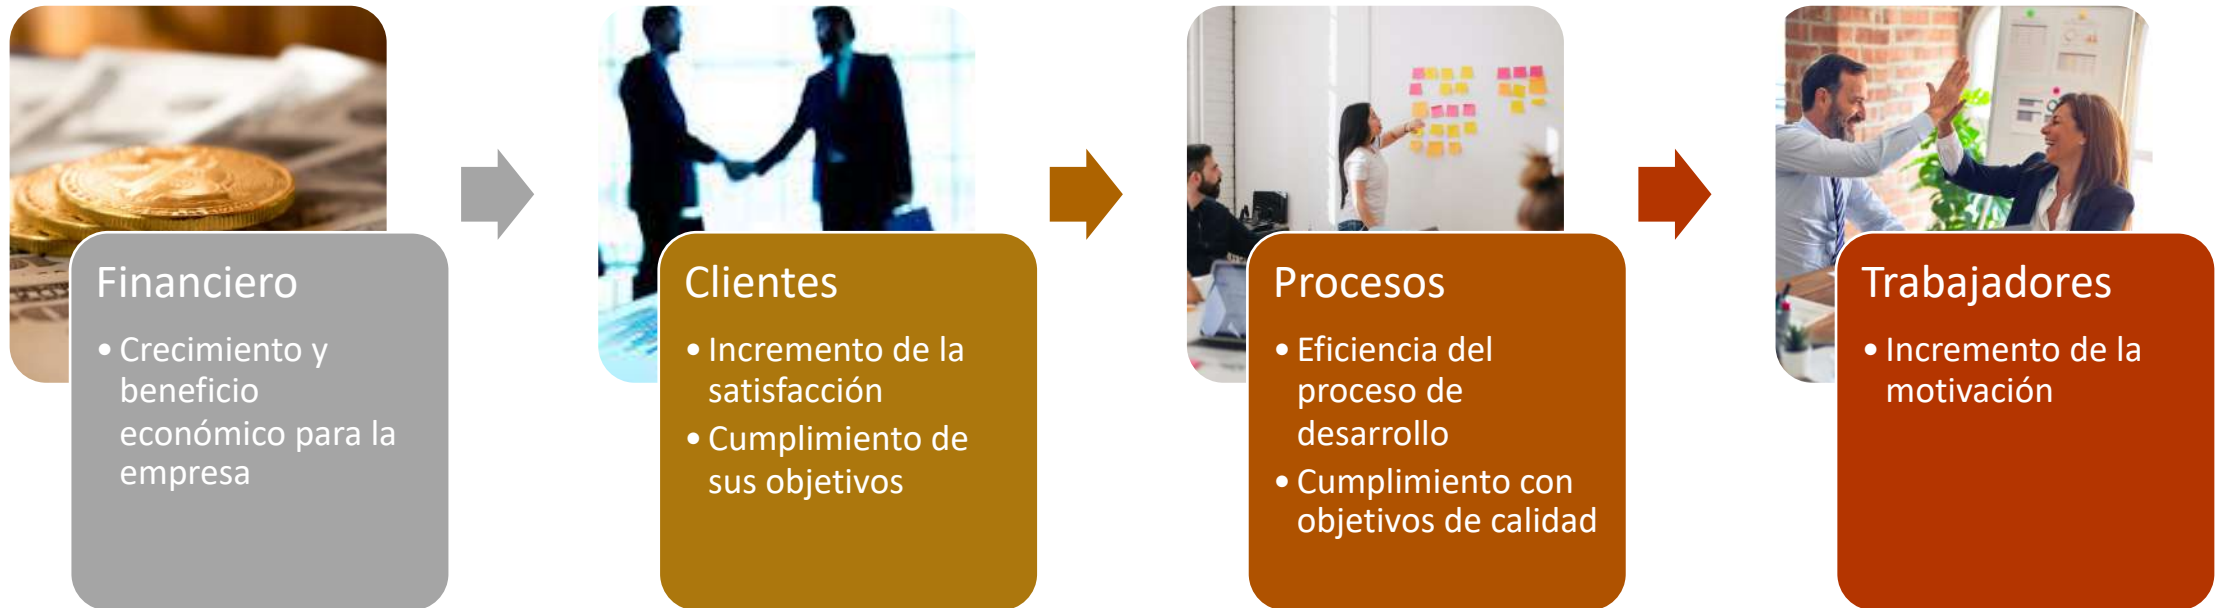 Financiero
• Crecimiento y
beneficio
económico para la
empresa
Clientes
• Incremento de la
satisfacción
• Cumplimiento de
sus objetivos
Procesos
• Eficiencia del
proceso de
desarrollo
• Cumplimiento con
objetivos de calidad
Trabajadores
• Incremento de la
motivación